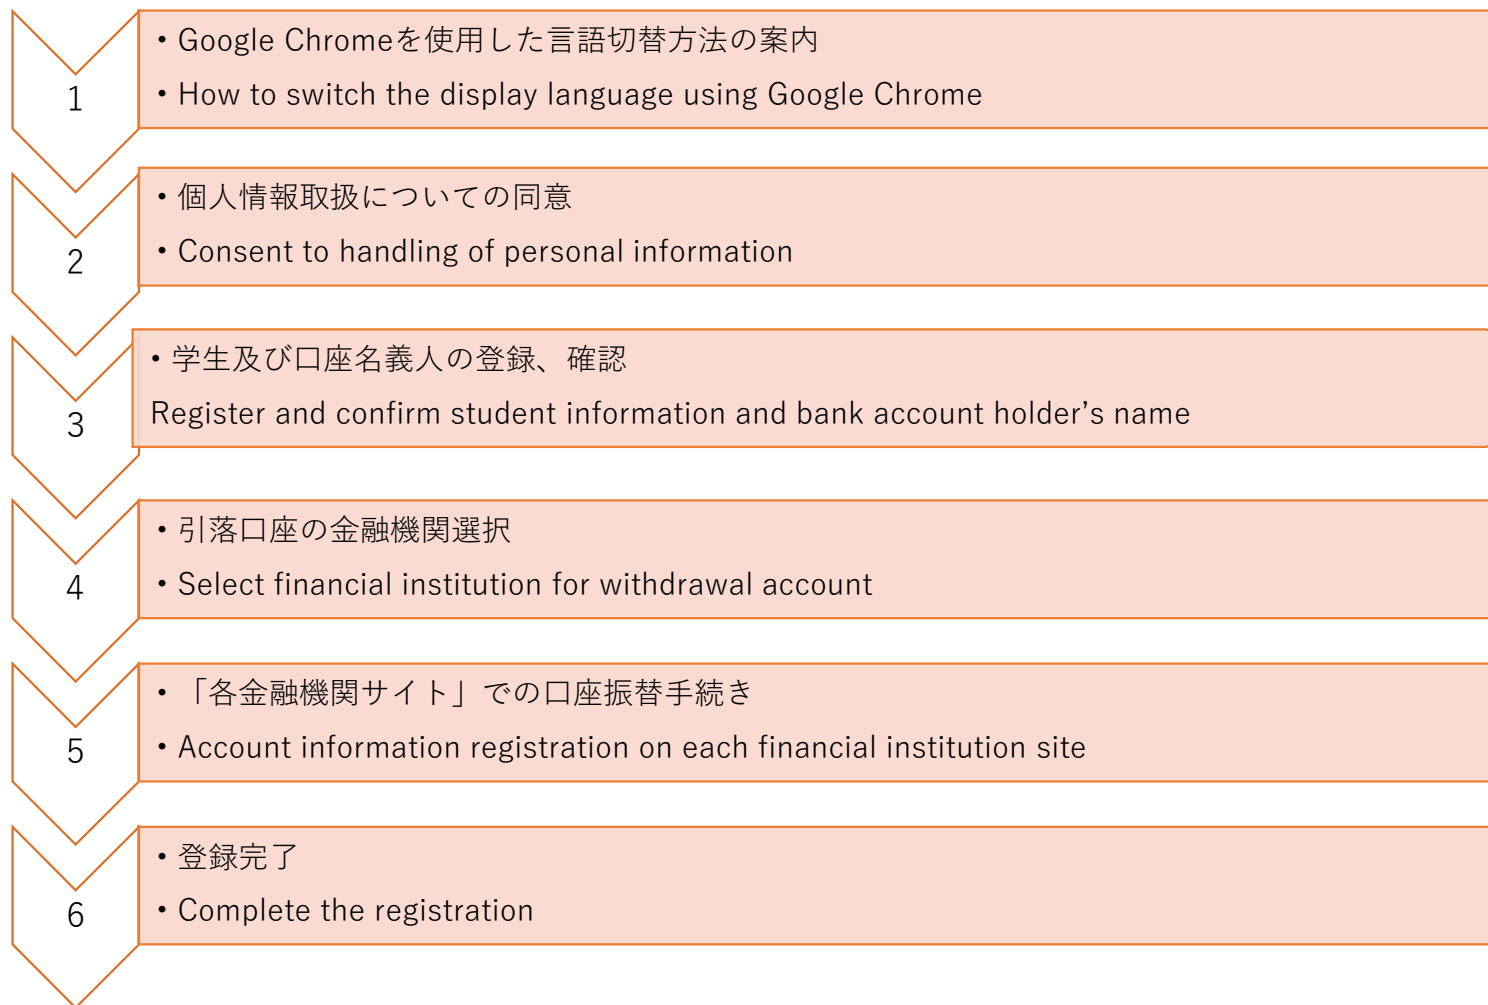 1
・Google Chromeを使用した言語切替方法の案内
・How to switch the display language using Google Chrome
2
・個人情報取扱についての同意
・Consent to handling of personal information
3
・学生及び口座名義人の登録、確認
Register and confirm student information and bank account holder’s name
4
・引落口座の金融機関選択
・Select financial institution for withdrawal account
5
・「各金融機関サイト」での口座振替手続き
・Account information registration on each financial institution site
6
・登録完了
・Complete the registration